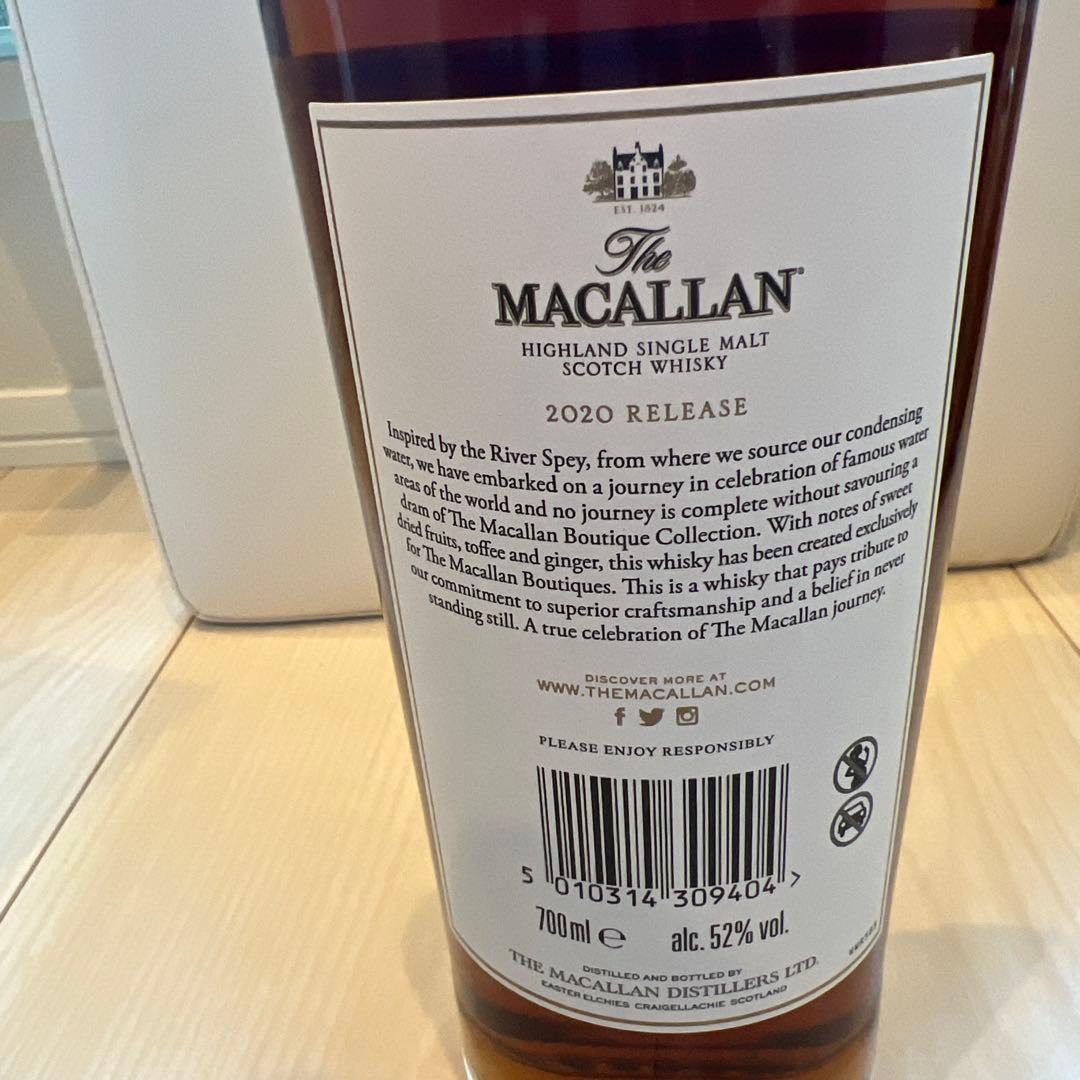 EST. 1824
The
MACALLAN
HIGHLAND SINGLE MALT
SCOTCH WHISKY
2020 RELEASE
Inspired by the River Spey, from where we source our condensing
water, we have embarked on a journey in celebration of famous water
areas of the world and no journey is complete without savouring a
dram of The Macallan Boutique Collection. With notes of sweet
dried fruits, toffee and ginger, this whisky has been created exclusively
for The Macallan Boutiques. This is a whisky that pays tribute to
our commitment to superior craftsmanship and a belief in never
standing still. A true celebration of The Macallan journey.
DISCOVER MORE AT
WWW.THEMACALLAN.COM
PLEASE ENJOY RESPONSIBLY
5 010314 309404 >
700ml e alc. 52% vol.
DISTILLED AND BOTTLED BY
THE MACALLAN DISTILLERS LTD.
EASTER ELCHIES CRAIGELLACHIE SCOTLAND